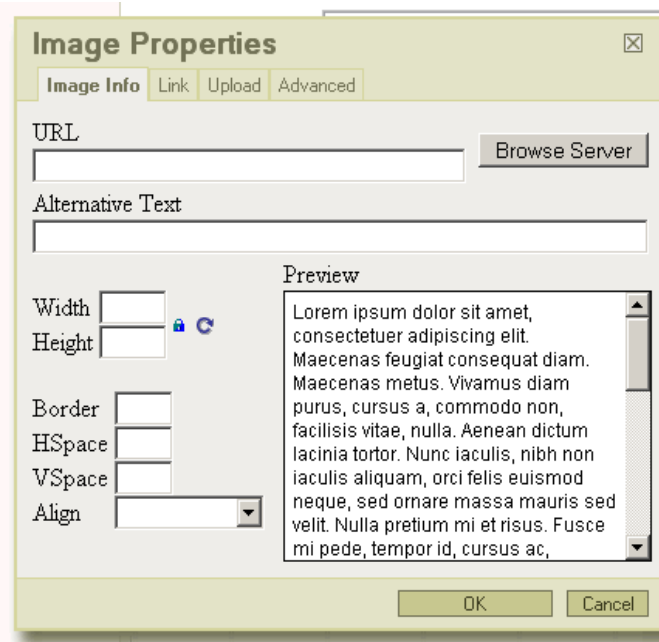 Image Properties
Image Info Link Upload Advanced
URL
Browse Server
Alternative Text
Preview
Width
Height
Border
HSpace
VSpace
Align
Lorem ipsum dolor sit amet,
consectetuer adipiscing elit.
Maecenas feugiat consequat diam.
Maecenas metus. Vivamus diam
purus, cursus a, commodo non,
facilisis vitae, nulla. Aenean dictum
lacinia tortor. Nunc iaculis, nibh non
iaculis aliquam, orci felis euismod
neque, sed ornare massa mauris sed
velit. Nulla pretium mi et risus. Fusce
mi pede, tempor id, cursus ac,
OK Cancel